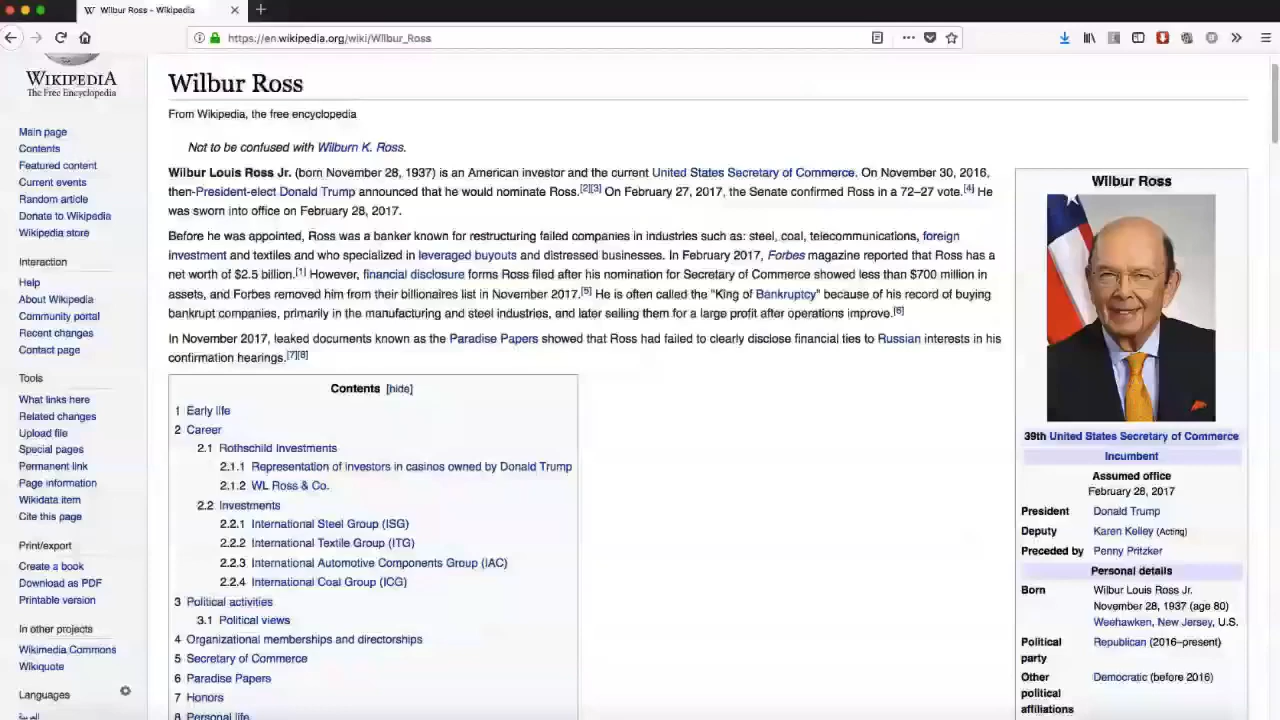 Wilbur Ross - Wikipedia
https://en.wikipedia.org/wiki/Wilbur_Ross
WIKIPEDIA
The Free Encyclopedia
Main page
Contents
Featured content
Current events
Random article
Donate to Wikipedia
Wikipedia store
Interaction
Help
About Wikipedia
Community portal
Recent changes
Contact page
Tools
What links here
Related changes
Upload file
Special pages
Permanent link
Page information
Wikidata item
Cite this page
Print/export
Create a book
Download as PDF
Printable version
In other projects
Wikimedia Commons
Wikiquote
Languages
العربية
Wilbur Ross
From Wikipedia, the free encyclopedia
Not to be confused with Wilburn K. Ross.
Wilbur Louis Ross Jr. (born November 28, 1937) is an American investor and the current United States Secretary of Commerce. On November 30, 2016,
then-President-elect Donald Trump announced that he would nominate Ross.[2][3] On February 27, 2017, the Senate confirmed Ross in a 72–27 vote.[4] He
was sworn into office on February 28, 2017.
Before he was appointed, Ross was a banker known for restructuring failed companies in industries such as: steel, coal, telecommunications, foreign
investment and textiles and who specialized in leveraged buyouts and distressed businesses. In February 2017, Forbes magazine reported that Ross has a
net worth of $2.5 billion.[1] However, financial disclosure forms Ross filed after his nomination for Secretary of Commerce showed less than $700 million in
assets, and Forbes removed him from their billionaires list in November 2017.[5] He is often called the "King of Bankruptcy" because of his record of buying
bankrupt companies, primarily in the manufacturing and steel industries, and later selling them for a large profit after operations improve.[6]
In November 2017, leaked documents known as the Paradise Papers showed that Ross had failed to clearly disclose financial ties to Russian interests in his
confirmation hearings.[7][8]
Contents [hide]
1 Early life
2 Career
2.1 Rothschild Investments
2.1.1 Representation of investors in casinos owned by Donald Trump
2.1.2 WL Ross & Co.
2.2 Investments
2.2.1 International Steel Group (ISG)
2.2.2 International Textile Group (ITG)
2.2.3 International Automotive Components Group (IAC)
2.2.4 International Coal Group (ICG)
3 Political activities
3.1 Political views
4 Organizational memberships and directorships
5 Secretary of Commerce
6 Paradise Papers
7 Honors
8 Personal life
Wilbur Ross
39th United States Secretary of Commerce
Incumbent
Assumed office
February 28, 2017
President Donald Trump
Deputy Karen Kelley (Acting)
Preceded by Penny Pritzker
Personal details
Born Wilbur Louis Ross Jr.
November 28, 1937 (age 80)
Weehawken, New Jersey, U.S.
Political Republican (2016–present)
party
Other Democratic (before 2016)
political
affiliations